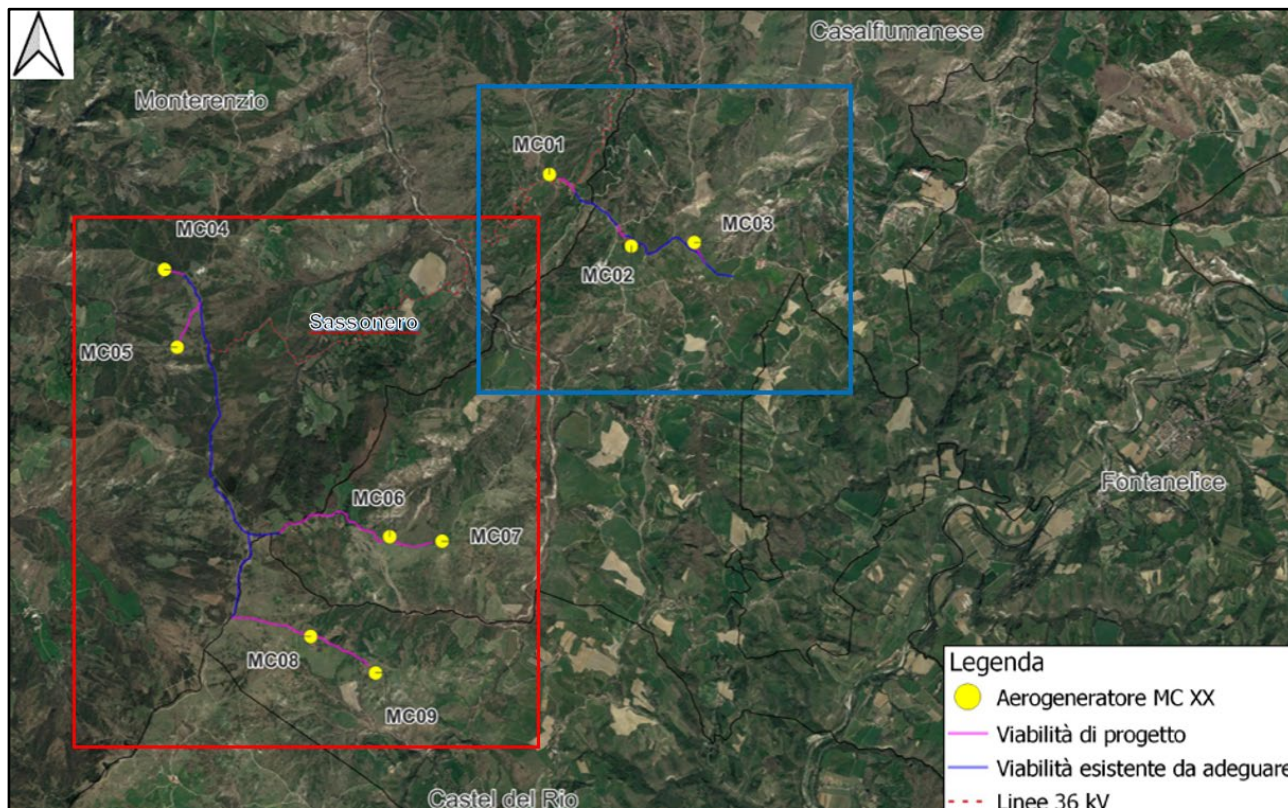 Casalfiumanese
Monterenzio
MC01
MC03
MC02
MC04
Sassonero
MC05
MC06
MC07
Fontanelice
MC08
MC09
Castel del Rio
Legenda
Aerogeneratore MC XX
Viabilità di progetto
Viabilità esistente da adeguare
Linee 36 kV